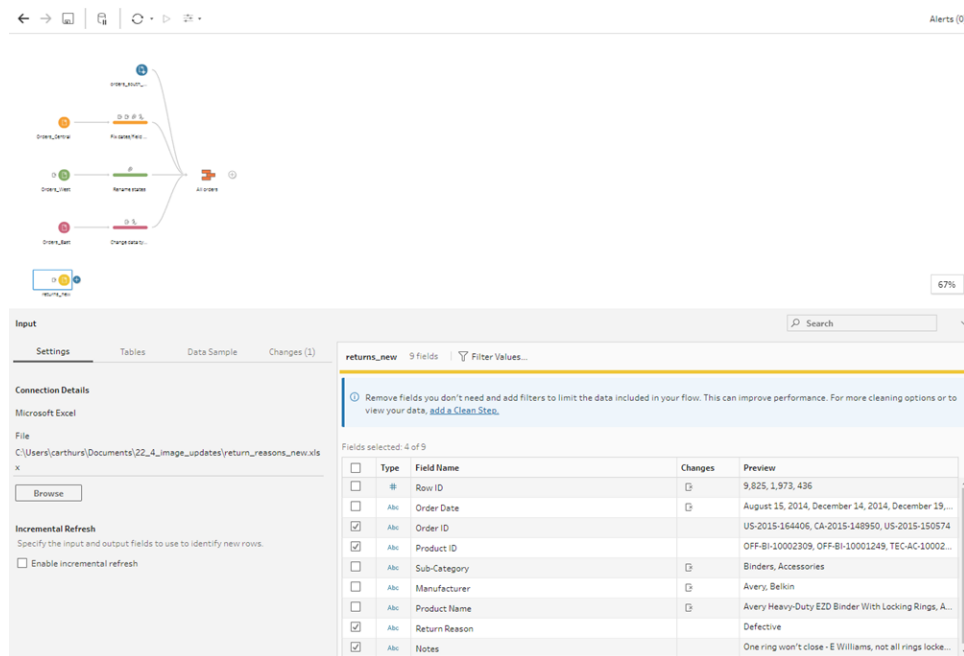 Alerts (0
orders_south_...
Orders_Central
Fix dates/field...
Orders_West
Rename states
All orders
Orders_East
Change data ty...
returns_new
67%
Input
Search
Settings
Tables
Data Sample
Changes (1)
returns_new
9 fields
Filter Values...
Connection Details
Microsoft Excel
File
C:\Users\carthurs\Documents\22_4_image_updates\return_reasons_new.xls
x
Browse
Incremental Refresh
Specify the input and output fields to use to identify new rows.
Enable incremental refresh
Remove fields you don't need and add filters to limit the data included in your flow. This can improve performance. For more cleaning options or to
view your data, add a Clean Step.
Fields selected: 4 of 9
Type Field Name Changes Preview
# Row ID 9,825, 1,973, 436
Abc Order Date August 15, 2014, December 14, 2014, December 19,...
Abc Order ID US-2015-164406, CA-2015-148950, US-2015-150574
Abc Product ID OFF-BI-10002309, OFF-BI-10001249, TEC-AC-10002...
Abc Sub-Category Binders, Accessories
Abc Manufacturer Avery, Belkin
Abc Product Name Avery Heavy-Duty EZD Binder With Locking Rings, A...
Abc Return Reason Defective
Abc Notes One ring won't close - E Williams, not all rings locke...